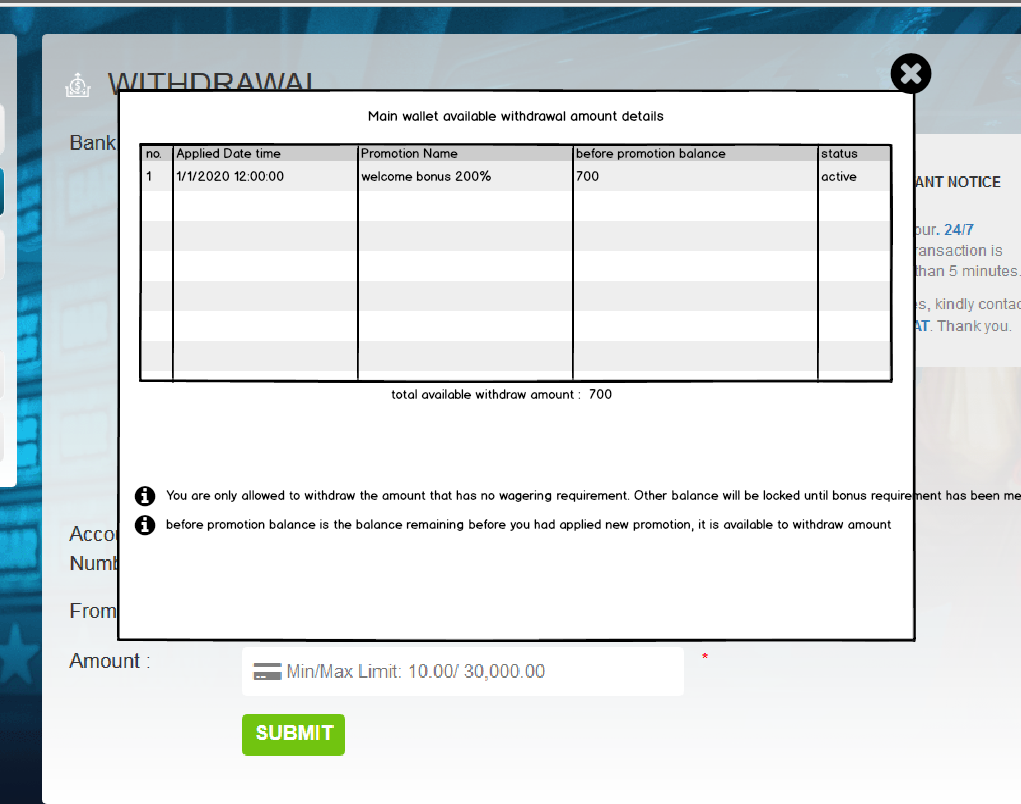 WITHDRAWAL
Main wallet available withdrawal amount details
Bank
no. Applied Date time Promotion Name before promotion balance status
1 1/1/2020 12:00:00 welcome bonus 200% 700 active
ANT NOTICE
our. 24/7
ransaction is
than 5 minutes.
s, kindly contac
AT. Thank you.
total available withdraw amount : 700
You are only allowed to withdraw the amount that has no wagering requirement. Other balance will be locked until bonus requirement has been me
before promotion balance is the balance remaining before you had applied new promotion, it is available to withdraw amount
Accou
Numb
From
Amount :
Min/Max Limit: 10.00/ 30,000.00
*
SUBMIT